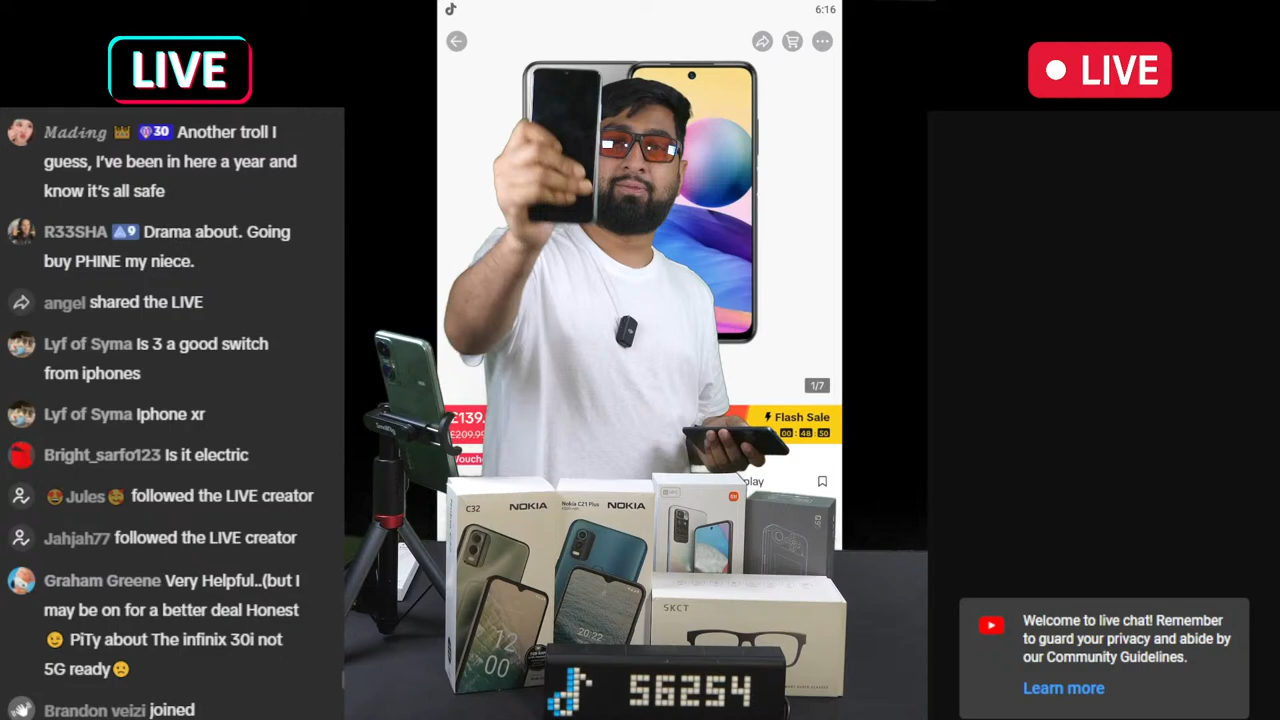 LIVE
Mading 30 Another troll I
guess, I've been in here a year and
know it's all safe
R33SHA 9 Drama about. Going
buy PHINE my niece.
angel shared the LIVE
Lyf of Syma Is 3 a good switch
from iphones
Lyf of Syma Iphone xr
Bright_sarfo123 Is it electric
Jules followed the LIVE creator
Jahjah77 followed the LIVE creator
Graham Greene Very Helpful..(but I
may be on for a better deal Honest
😉 PiTy about The infinix 30i not
5G ready☹️
Brandon veizi joined
6:16
1/7
£139.
£209.99
Flash Sale
00:48:50
Vouche
play
C32 NOKIA
Nokia C21 Plus NOKIA
12
00
20:22
SKCT
56254
LIVE
Welcome to live chat! Remember
to guard your privacy and abide by
our Community Guidelines.
Learn more